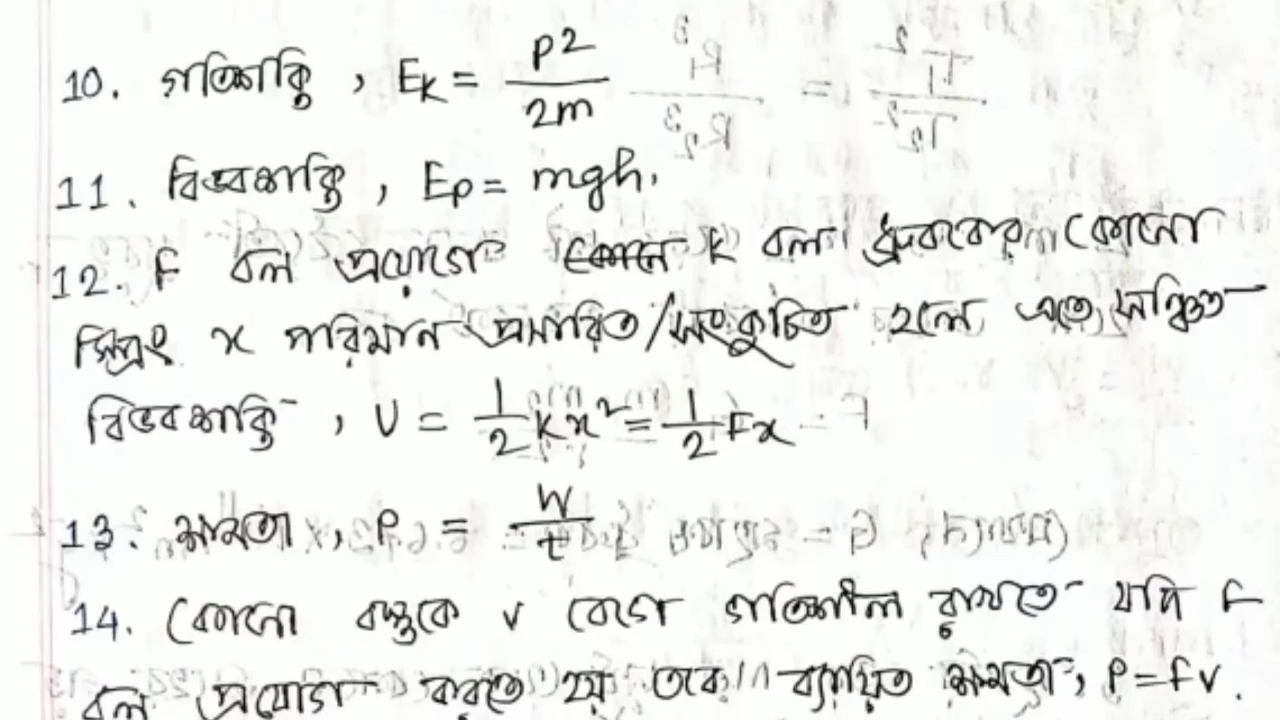 10. গতিশক্তি, Eₖ = P²/2m
11. বিভবশক্তি, Ep = mgh.
12. F বল প্রয়োগে K বল ধ্রুবকের কোনো
স্প্রিং x পরিমান প্রসারিত/সংকুচিত হলে এতে সঞ্চিত
বিভবশক্তি, U = 1/2 Kx² = 1/2 Fx
13. ক্ষমতা, P = W/t
14. কোনো বস্তুকে v বেগে গতিশীল রাখতে যদি F
বল প্রয়োগ করতে হয় তবে ব্যয়িত ক্ষমতা, P = Fv.